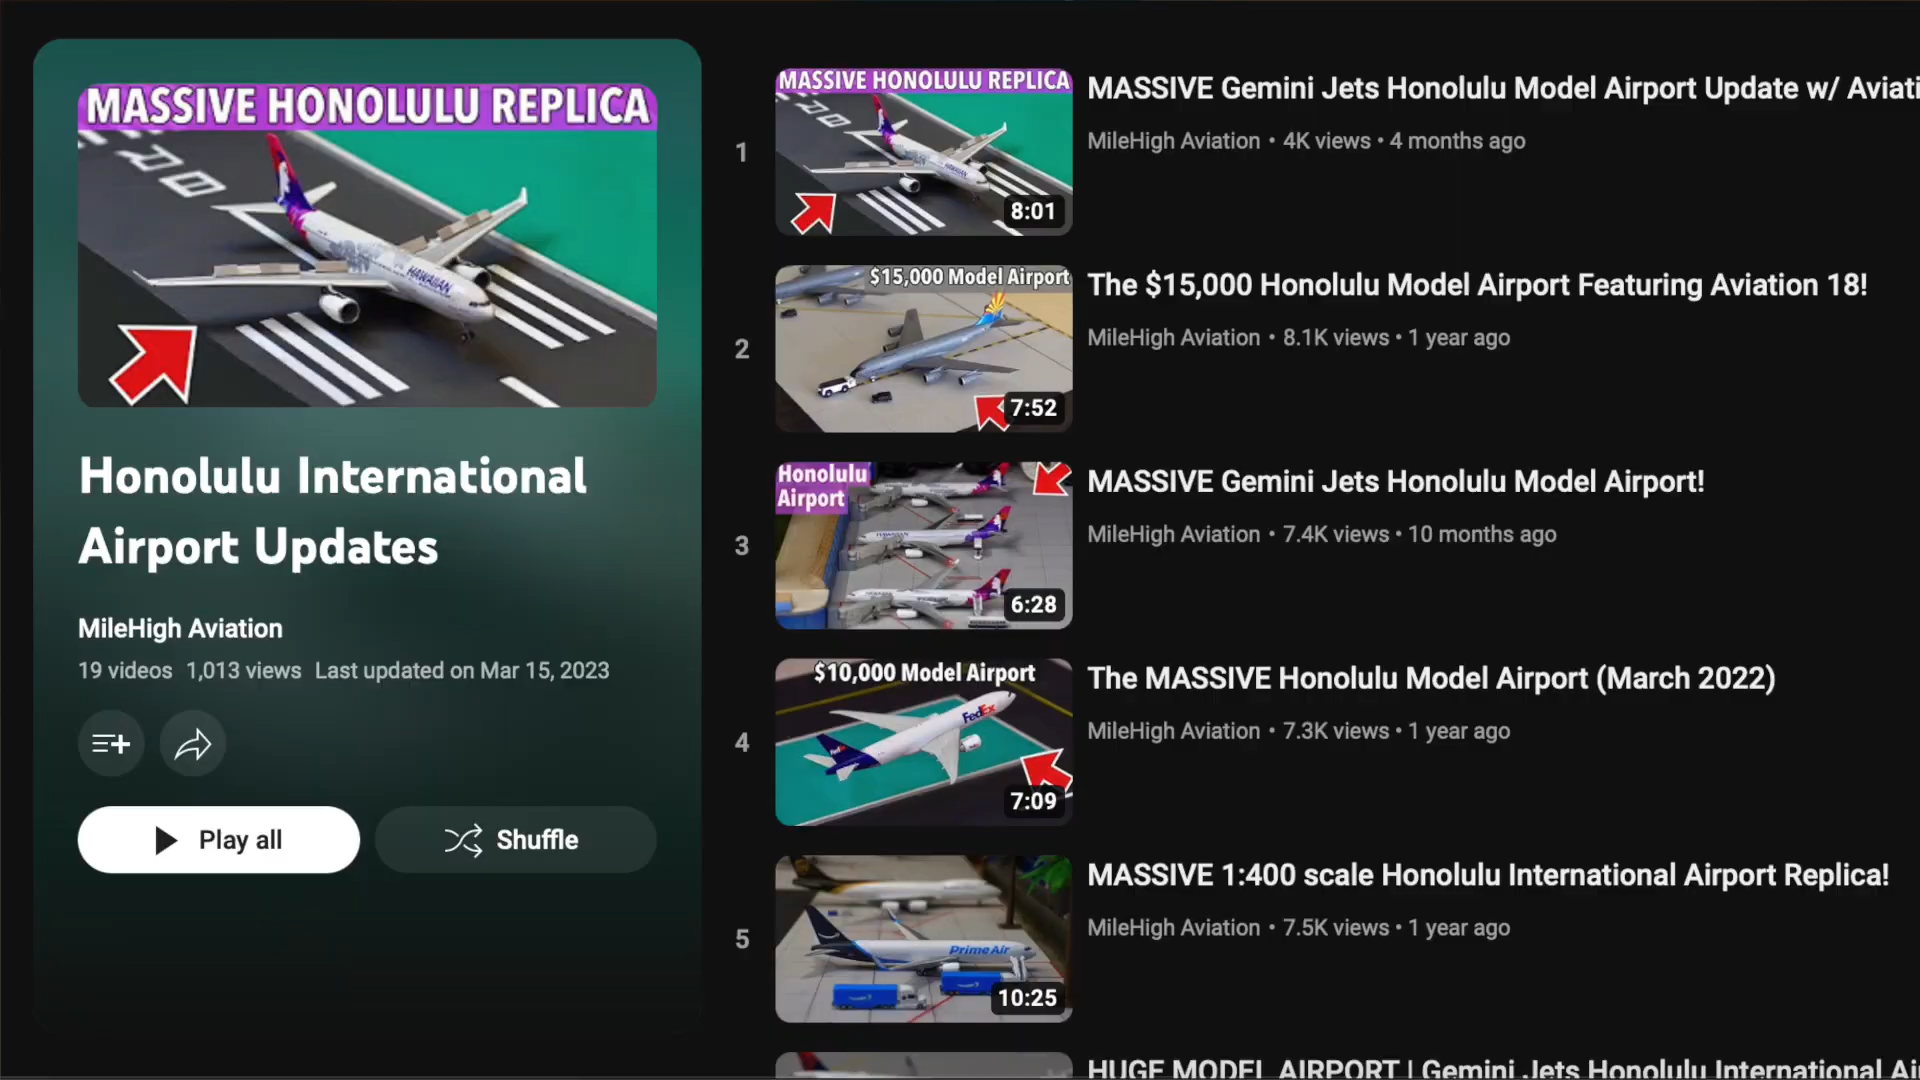 MASSIVE HONOLULU REPLICA
HAWAIIAN
Honolulu International
Airport Updates
MileHigh Aviation
19 videos 1,013 views Last updated on Mar 15, 2023
Play all
Shuffle
1
MASSIVE HONOLULU REPLICA
8:01
MASSIVE Gemini Jets Honolulu Model Airport Update w/ Aviati
MileHigh Aviation • 4K views • 4 months ago
2
$15,000 Model Airport
7:52
The $15,000 Honolulu Model Airport Featuring Aviation 18!
MileHigh Aviation • 8.1K views • 1 year ago
3
Honolulu
Airport
6:28
MASSIVE Gemini Jets Honolulu Model Airport!
MileHigh Aviation • 7.4K views • 10 months ago
4
$10,000 Model Airport
FedEx
FedEx
7:09
The MASSIVE Honolulu Model Airport (March 2022)
MileHigh Aviation • 7.3K views • 1 year ago
5
Prime Air
10:25
MASSIVE 1:400 scale Honolulu International Airport Replica!
MileHigh Aviation • 7.5K views • 1 year ago
HUGE MODEL AIRPORT | Gemini Jets Honolulu International Ai